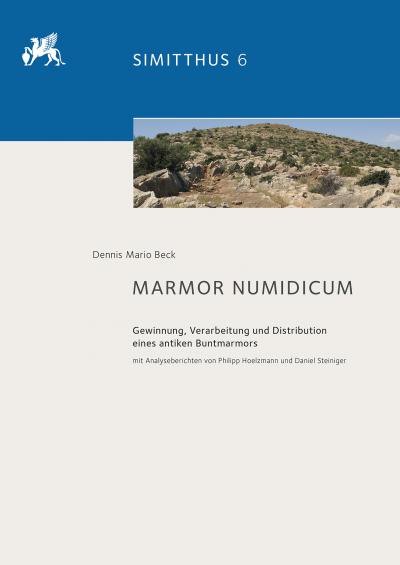 SIMITTHUS 6
Dennis Mario Beck
MARMOR NUMIDICUM
Gewinnung, Verarbeitung und Distribution
eines antiken Buntmarmors
mit Analyseberichten von Philipp Hoelzmann und Daniel Steiniger